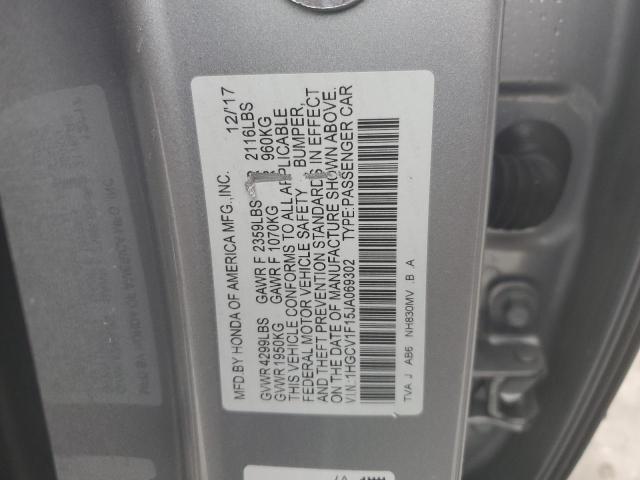 MFD.BY HONDA OF AMERICA MFG.,INC. 12/'17
GVWR 4299LBS GAWR F 2359LBS 2116LBS
GVWR 1950KG GAWR F 1070KG 960KG
THIS VEHICLE CONFORMS TO ALL APPLICABLE
FEDERAL MOTOR VEHICLE SAFETY BUMPER,
AND THEFT PREVENTION STANDARDS IN EFFECT
ON THE DATE OF MANUFACTURE SHOWN ABOVE.
V.I.N.:1HGCV1F15JA069302 TYPE:PASSENGER CAR
TVA J AB6 NH830MV .B .A